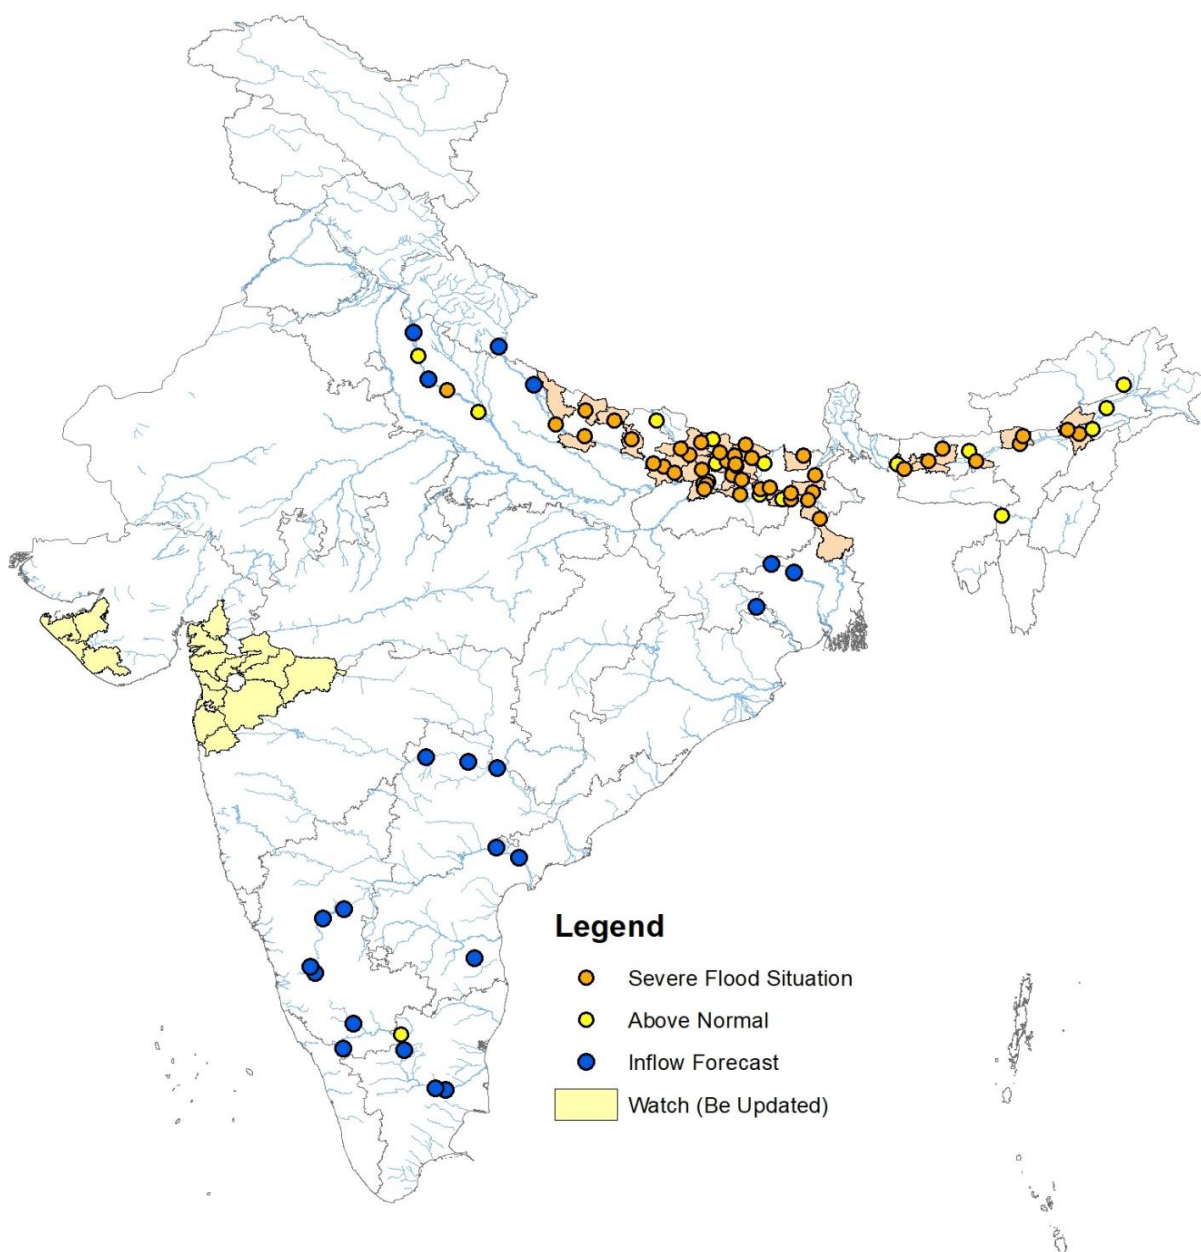 Legend
Severe Flood Situation
Above Normal
Inflow Forecast
Watch (Be Updated)